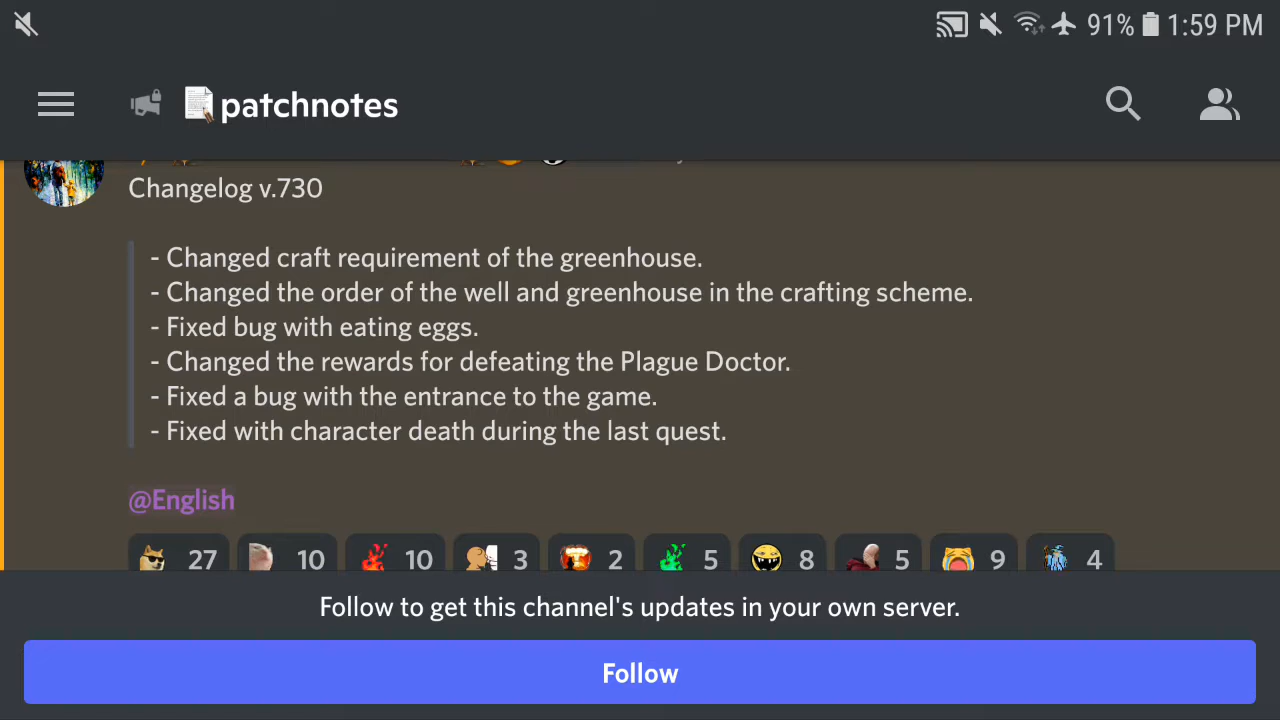 91% 1:59 PM
patchnotes
Changelog v.730
- Changed craft requirement of the greenhouse.
- Changed the order of the well and greenhouse in the crafting scheme.
- Fixed bug with eating eggs.
- Changed the rewards for defeating the Plague Doctor.
- Fixed a bug with the entrance to the game.
- Fixed with character death during the last quest.
@English
27 10 10 3 2 5 8 5 9 4
Follow to get this channel's updates in your own server.
Follow